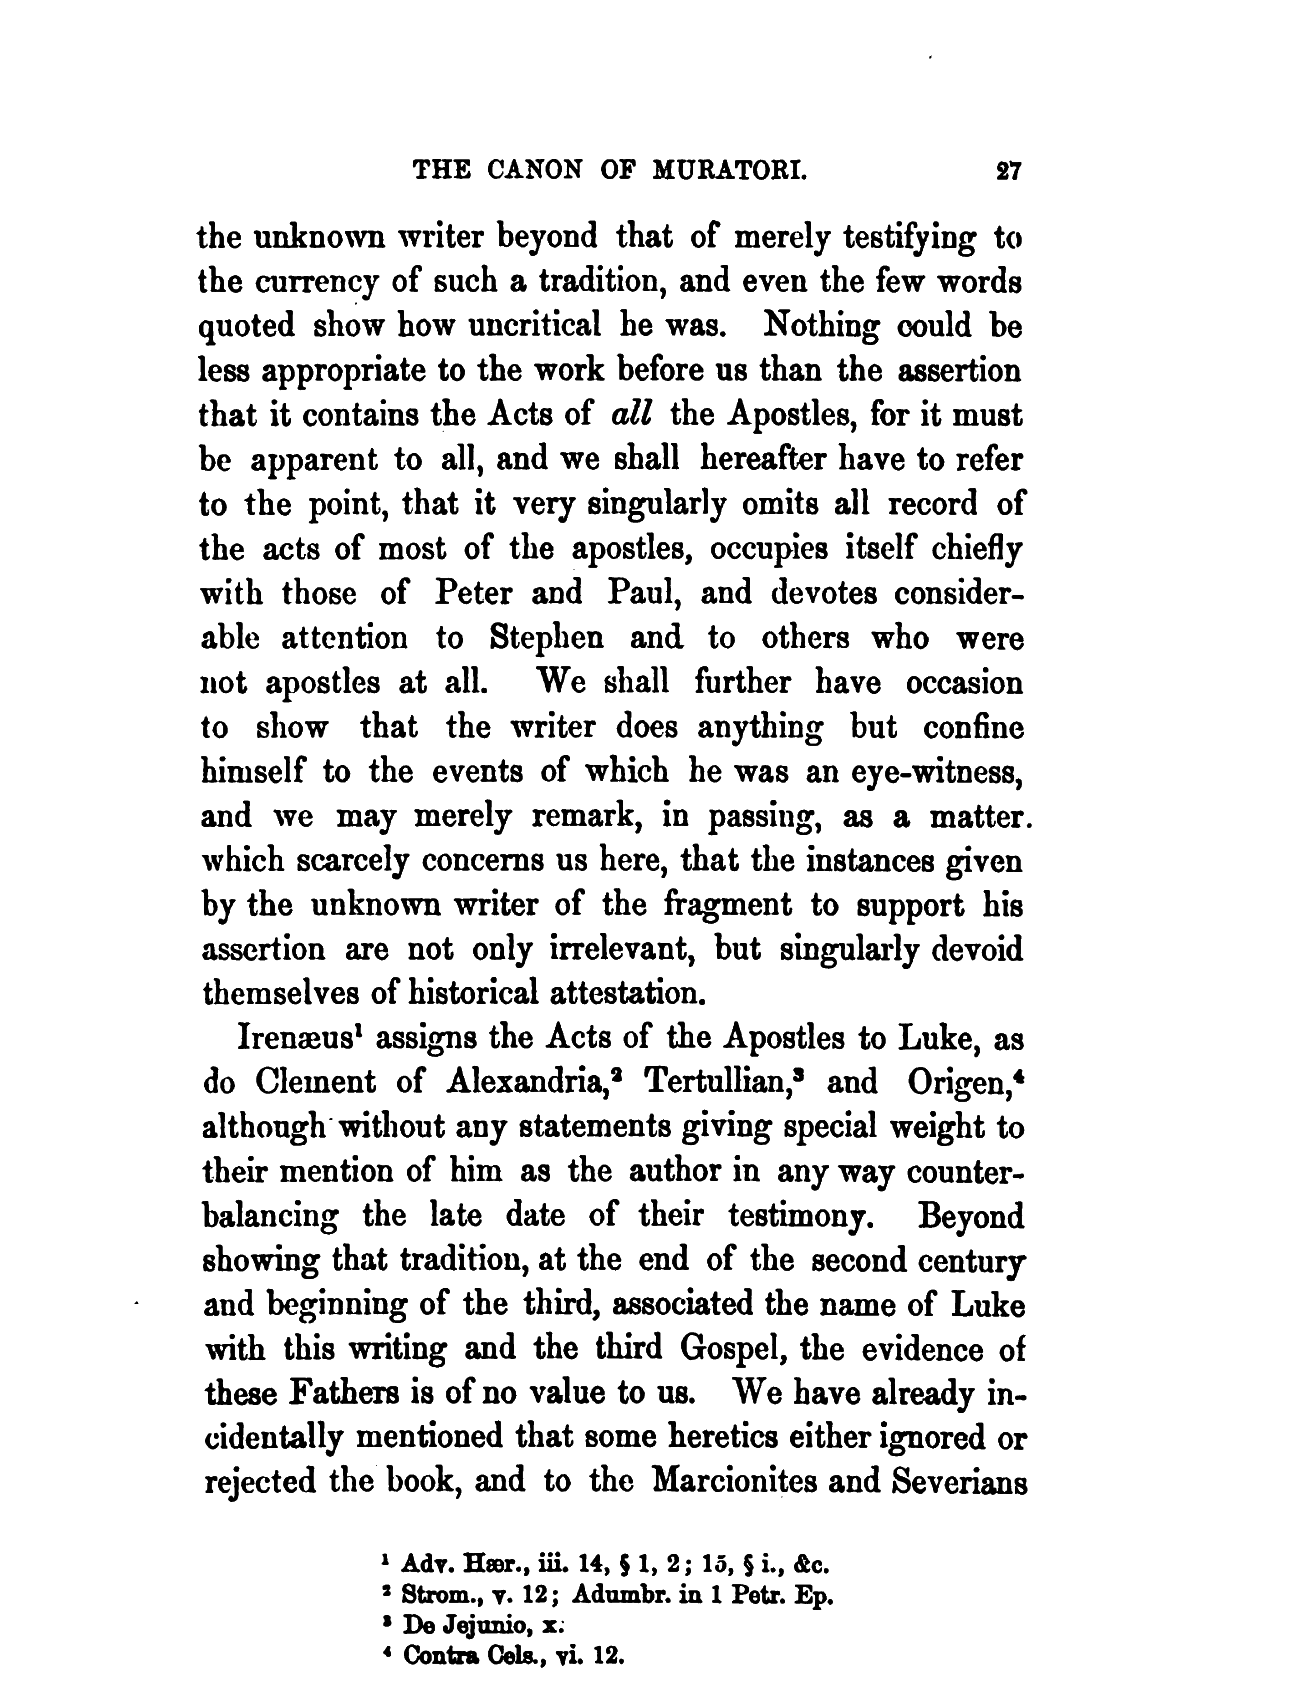 THE CANON OF MURATORI. 27
the unknown writer beyond that of merely testifying to
the currency of such a tradition, and even the few words
quoted show how uncritical he was. Nothing could be
less appropriate to the work before us than the assertion
that it contains the Acts of all the Apostles, for it must
be apparent to all, and we shall hereafter have to refer
to the point, that it very singularly omits all record of
the acts of most of the apostles, occupies itself chiefly
with those of Peter and Paul, and devotes consider-
able attention to Stephen and to others who were
not apostles at all. We shall further have occasion
to show that the writer does anything but confine
himself to the events of which he was an eye-witness,
and we may merely remark, in passing, as a matter.
which scarcely concerns us here, that the instances given
by the unknown writer of the fragment to support his
assertion are not only irrelevant, but singularly devoid
themselves of historical attestation.
Irenæus¹ assigns the Acts of the Apostles to Luke, as
do Clement of Alexandria,² Tertullian,³ and Origen,⁴
although without any statements giving special weight to
their mention of him as the author in any way counter-
balancing the late date of their testimony. Beyond
showing that tradition, at the end of the second century
and beginning of the third, associated the name of Luke
with this writing and the third Gospel, the evidence of
these Fathers is of no value to us. We have already in-
cidentally mentioned that some heretics either ignored or
rejected the book, and to the Marcionites and Severians
¹ Adv. Hær., iii. 14, § 1, 2; 15, § i., &c.
² Strom., v. 12; Adumbr. in 1 Petr. Ep.
³ De Jejunio, x.
⁴ Contra Cels., vi. 12.